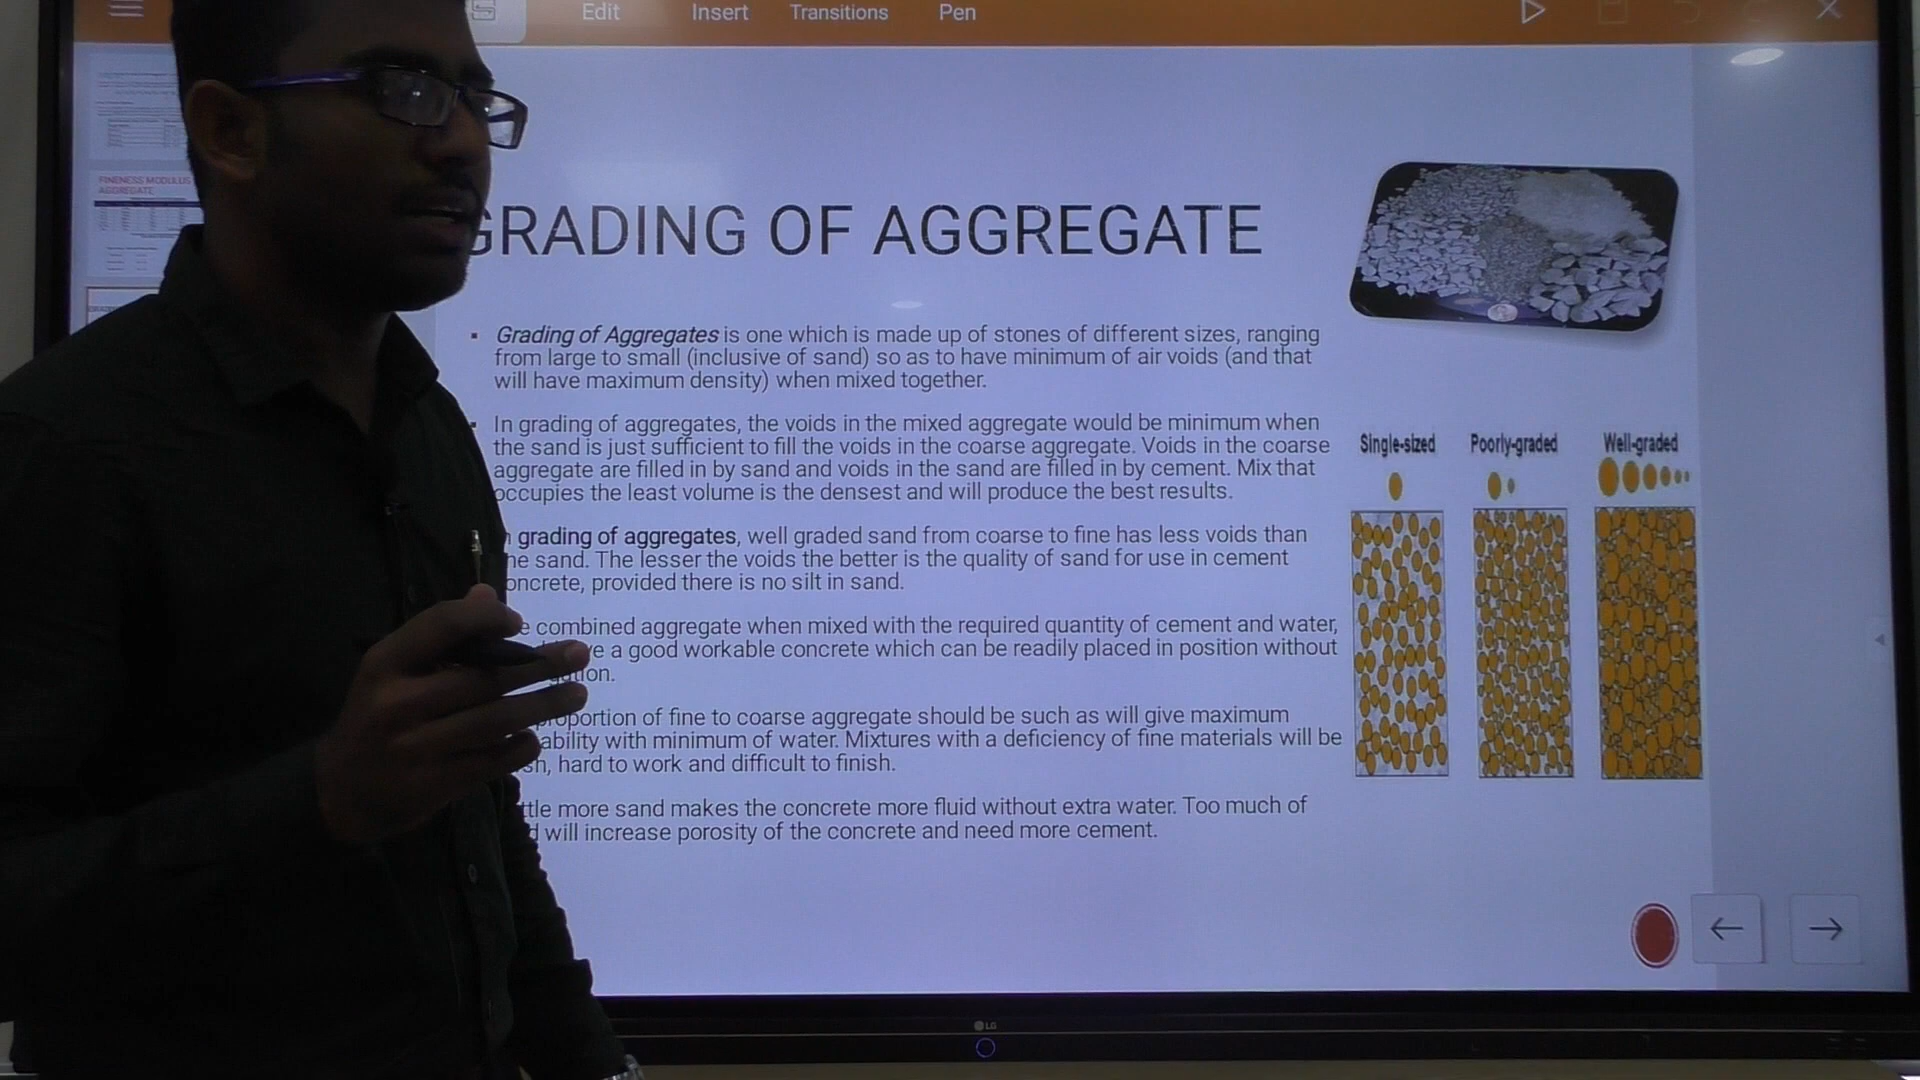 Edit Insert Transitions Pen
FINENESS MODULUS
AGGREGATE
GRADING OF AGGREGATE
Grading of Aggregates is one which is made up of stones of different sizes, ranging
from large to small (inclusive of sand) so as to have minimum of air voids (and that
will have maximum density) when mixed together.
In grading of aggregates, the voids in the mixed aggregate would be minimum when
the sand is just sufficient to fill the voids in the coarse aggregate. Voids in the coarse
aggregate are filled in by sand and voids in the sand are filled in by cement. Mix that
occupies the least volume is the densest and will produce the best results.
grading of aggregates, well graded sand from coarse to fine has less voids than
sand. The lesser the voids the better is the quality of sand for use in cement
oncrete, provided there is no silt in sand.
combined aggregate when mixed with the required quantity of cement and water,
a good workable concrete which can be readily placed in position without
proportion of fine to coarse aggregate should be such as will give maximum
ability with minimum of water. Mixtures with a deficiency of fine materials will be
hard to work and difficult to finish.
more sand makes the concrete more fluid without extra water. Too much of
will increase porosity of the concrete and need more cement.
Single-sized Poorly-graded Well-graded
LG